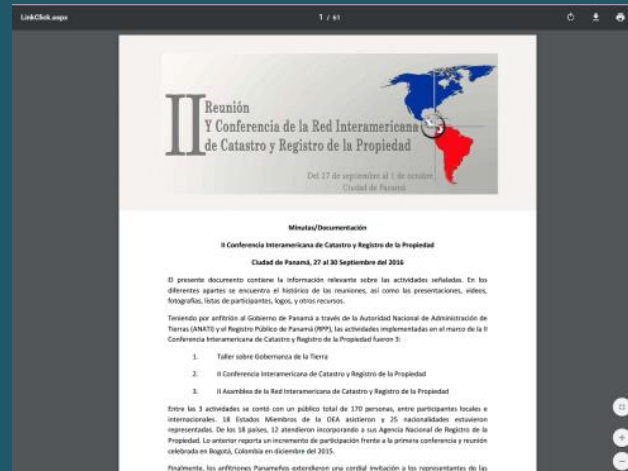 LinkClick.aspx
1 / 61
II Reunión
Y Conferencia de la Red Interamericana
de Catastro y Registro de la Propiedad
Del 27 de septiembre al 1 de octubre
Ciudad de Panamá
Minutas/Documentación
II Conferencia Interamericana de Catastro y Registro de la Propiedad
Ciudad de Panamá, 27 al 30 Septiembre del 2016
El presente documento contiene la información relevante sobre las actividades señaladas. En los
diferentes apartes se encuentra el histórico de las reuniones, así como las presentaciones, videos,
fotografías, listas de participantes, logos, y otros recursos.
Teniendo por anfitrión al Gobierno de Panamá a través de la Autoridad Nacional de Administración de
Tierras (ANATI) y el Registro Público de Panamá (RPP), las actividades implementadas en el marco de la II
Conferencia Interamericana de Catastro y Registro de la Propiedad fueron 3:
1. Taller sobre Gobernanza de la Tierra
2. II Conferencia Interamericana de Catastro y Registro de la Propiedad
3. II Asamblea de la Red Interamericana de Catastro y Registro de la Propiedad
Entre las 3 actividades se contó con un público total de 170 personas, entre participantes locales e
internacionales. 18 Estados Miembros de la OEA asistieron y 25 nacionalidades estuvieron
representadas. De los 18 países, 12 atendieron incorporando a sus Agencia Nacional de Registro de la
Propiedad. Lo anterior reporta un incremento de participación frente a la primera conferencia y reunión
celebrada en Bogotá, Colombia en diciembre del 2015.
Finalmente, los anfitriones Panameños extendieron una cordial invitación a los representantes de las